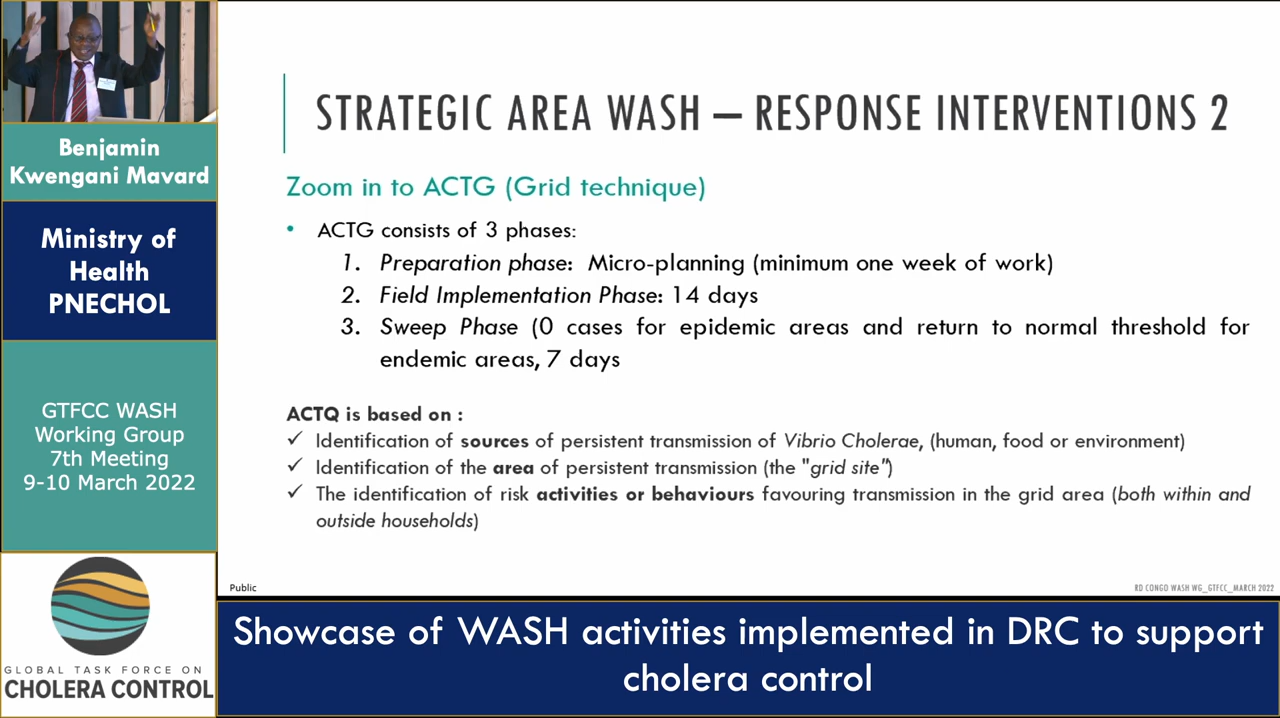 Benjamin
Kwengani Mavard
Ministry of
Health
PNECHOL
GTFCC WASH
Working Group
7th Meeting
9-10 March 2022
GLOBAL TASK FORCE ON
CHOLERA CONTROL
STRATEGIC AREA WASH – RESPONSE INTERVENTIONS 2
Zoom in to ACTG (Grid technique)
• ACTG consists of 3 phases:
1. Preparation phase: Micro-planning (minimum one week of work)
2. Field Implementation Phase: 14 days
3. Sweep Phase (0 cases for epidemic areas and return to normal threshold for
endemic areas, 7 days
ACTQ is based on :
✓ Identification of sources of persistent transmission of Vibrio Cholerae, (human, food or environment)
✓ Identification of the area of persistent transmission (the "grid site")
✓ The identification of risk activities or behaviours favouring transmission in the grid area (both within and
outside households)
Public
RD CONGO WASH WG_GTFCC_MARCH 2022
Showcase of WASH activities implemented in DRC to support
cholera control